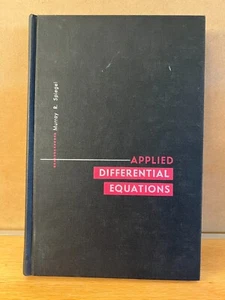 Murray R. Spiegel
APPLIED
DIFFERENTIAL
EQUATIONS